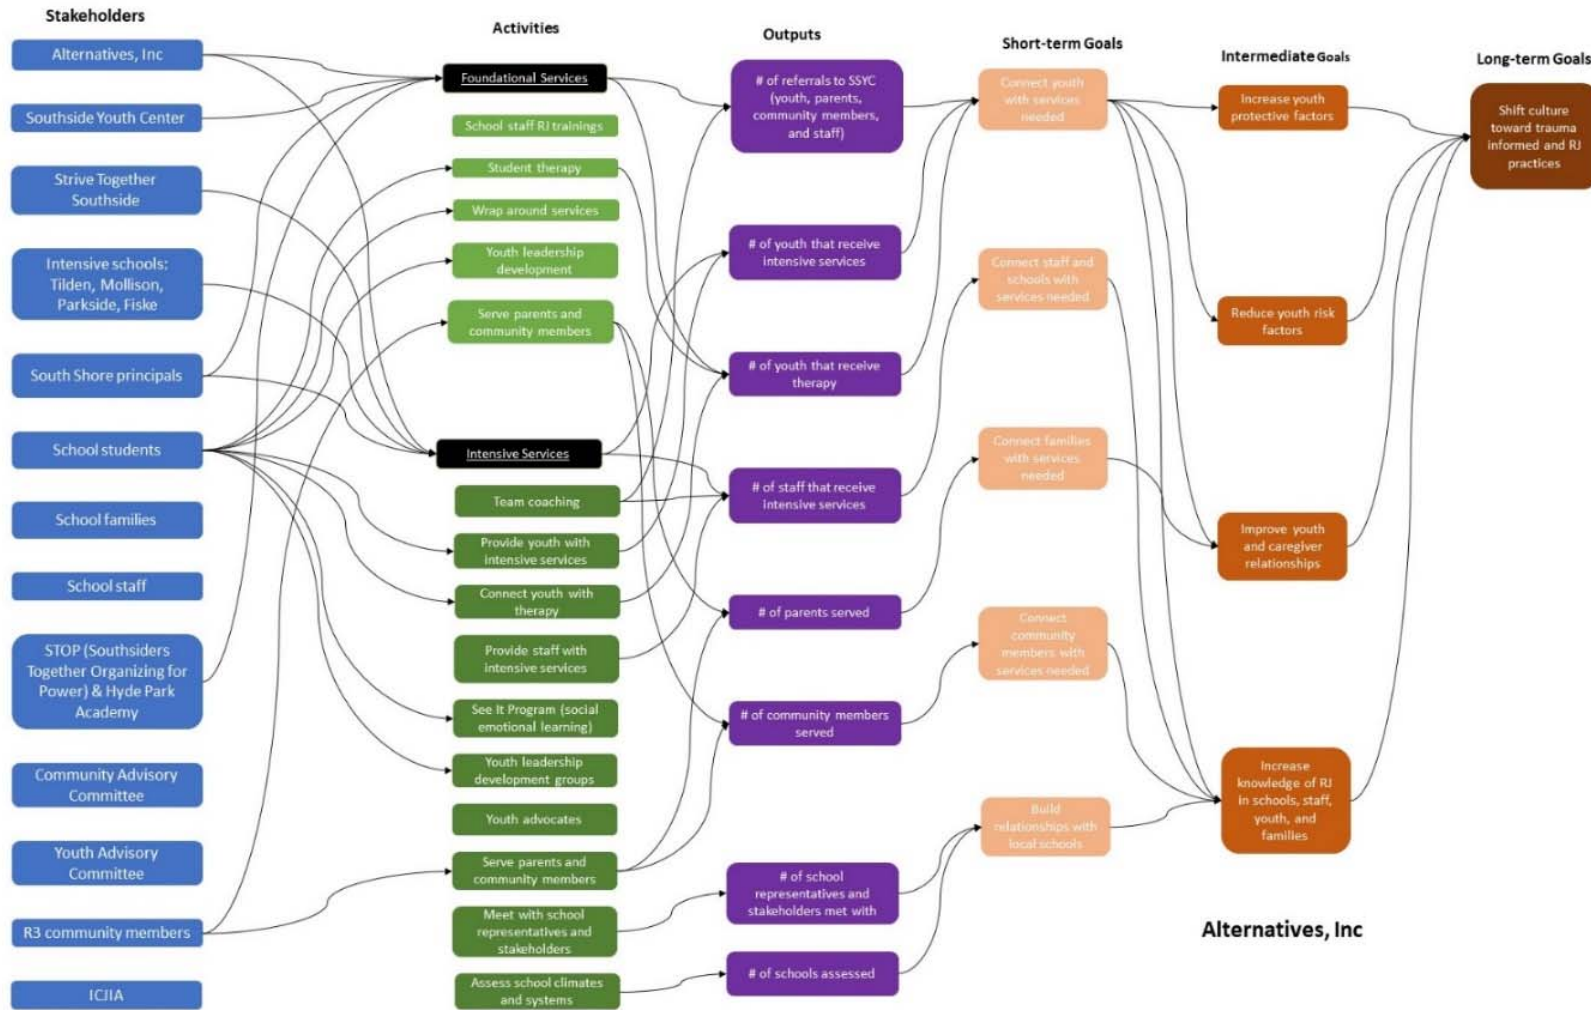 Stakeholders
Alternatives, Inc
Southside Youth Center
Strive Together
Southside
Intensive schools:
Tilden, Mollison,
Parkside, Fiske
South Shore principals
School students
School families
School staff
STOP (Southsiders
Together Organizing for
Power) & Hyde Park
Academy
Community Advisory
Committee
Youth Advisory
Committee
R3 community members
ICJIA
Activities
Foundational Services
School staff RJ trainings
Student therapy
Wrap around services
Youth leadership
development
Serve parents and
community members
Intensive Services
Team coaching
Provide youth with
intensive services
Connect youth with
therapy
Provide staff with
intensive services
See It Program (social
emotional learning)
Youth leadership
development groups
Youth advocates
Serve parents and
community members
Meet with school
representatives and
stakeholders
Assess school climates
and systems
Outputs
# of referrals to SSYC
(youth, parents,
community members,
and staff)
# of youth that receive
intensive services
# of youth that receive
therapy
# of staff that receive
intensive services
# of parents served
# of community members
served
# of school
representatives and
stakeholders met with
# of schools assessed
Short-term Goals
Connect youth
with services
needed
Connect staff and
schools with
services needed
Connect families
with services
needed
Connect
community
members with
services needed
Build
relationships with
local schools
Intermediate Goals
Increase youth
protective factors
Reduce youth risk
factors
Improve youth
and caregiver
relationships
Increase
knowledge of RJ
in schools, staff,
youth, and
families
Long-term Goals
Shift culture
toward trauma
informed and RJ
practices
Alternatives, Inc